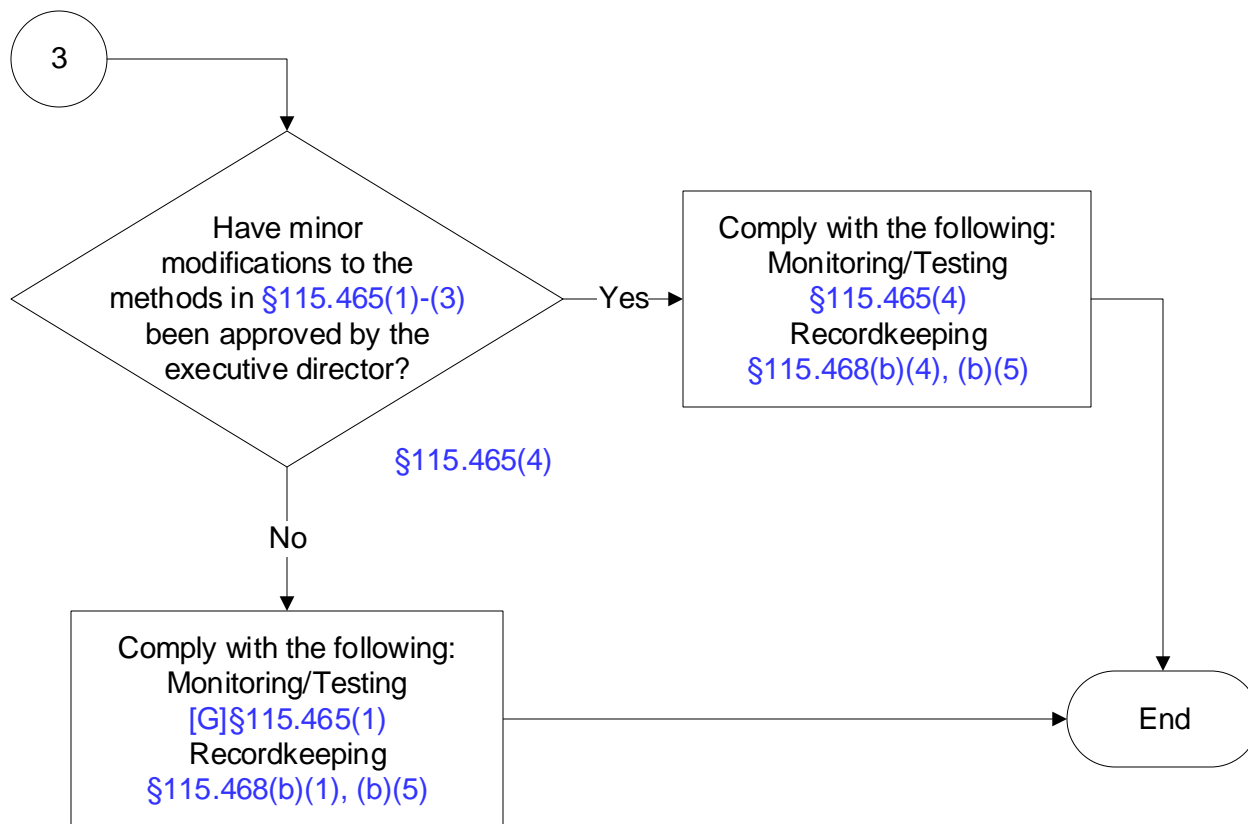 3
Have minor
modifications to the
methods in §115.465(1)-(3)
been approved by the
executive director?
§115.465(4)
Yes
Comply with the following:
Monitoring/Testing
§115.465(4)
Recordkeeping
§115.468(b)(4), (b)(5)
No
Comply with the following:
Monitoring/Testing
[G]§115.465(1)
Recordkeeping
§115.468(b)(1), (b)(5)
End